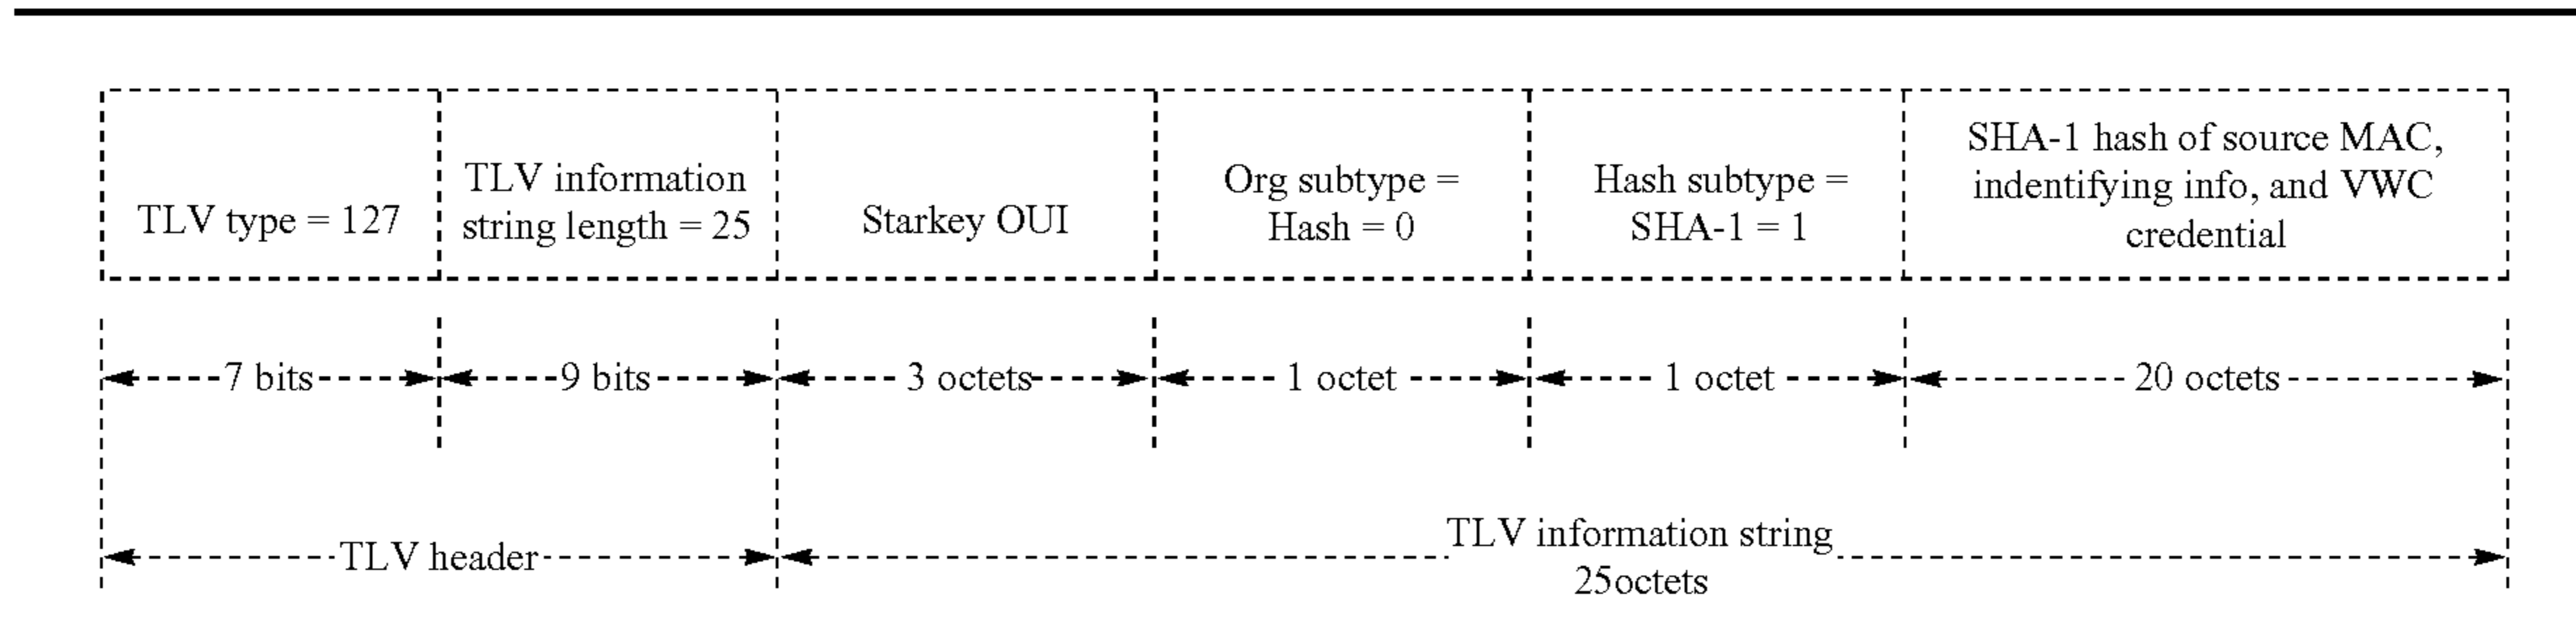 TLV type = 127
TLV information
string length = 25
Starkey OUI
Org subtype =
Hash = 0
Hash subtype =
SHA-1 = 1
SHA-1 hash of source MAC,
indentifying info, and VWC
credential
7 bits
9 bits
3 octets
1 octet
1 octet
20 octets
TLV header
TLV information string
25octets